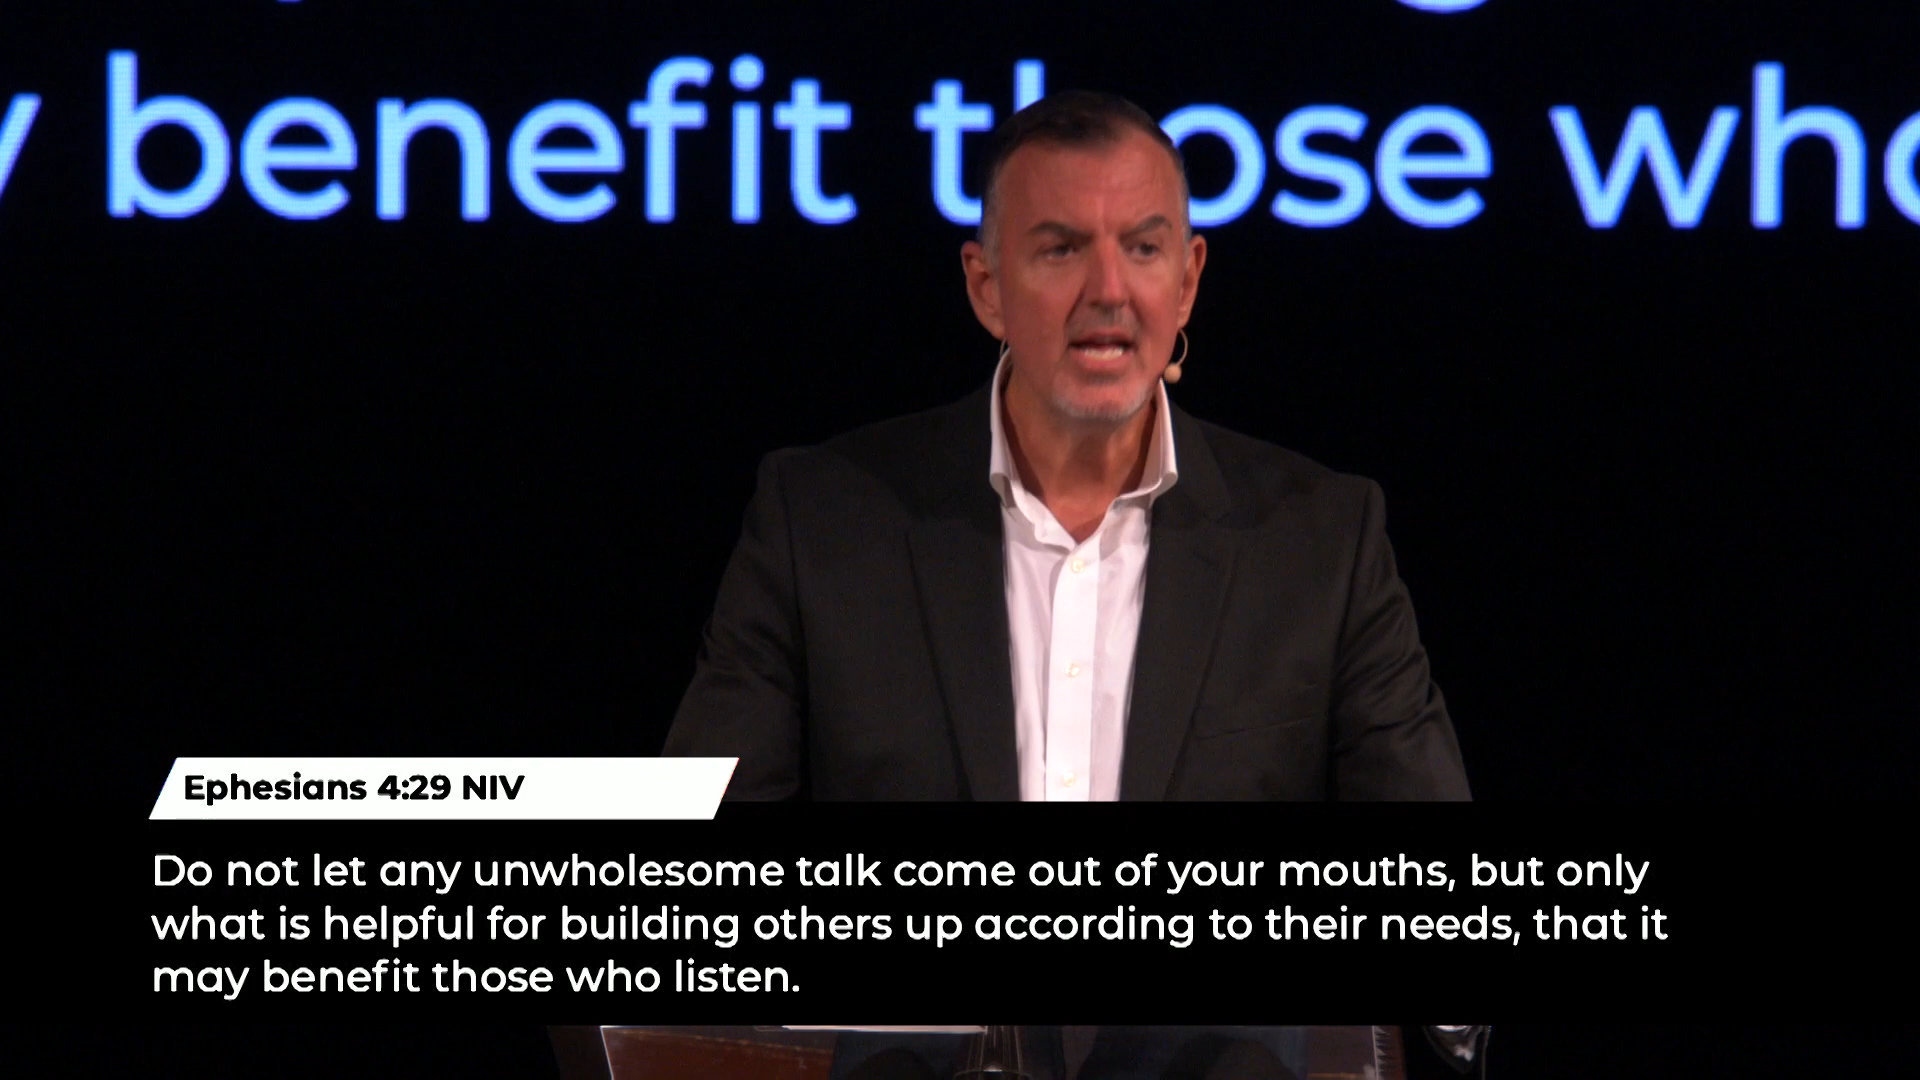 benefit those
Ephesians 4:29 NIV
Do not let any unwholesome talk come out of your mouths, but only
what is helpful for building others up according to their needs, that it
may benefit those who listen.